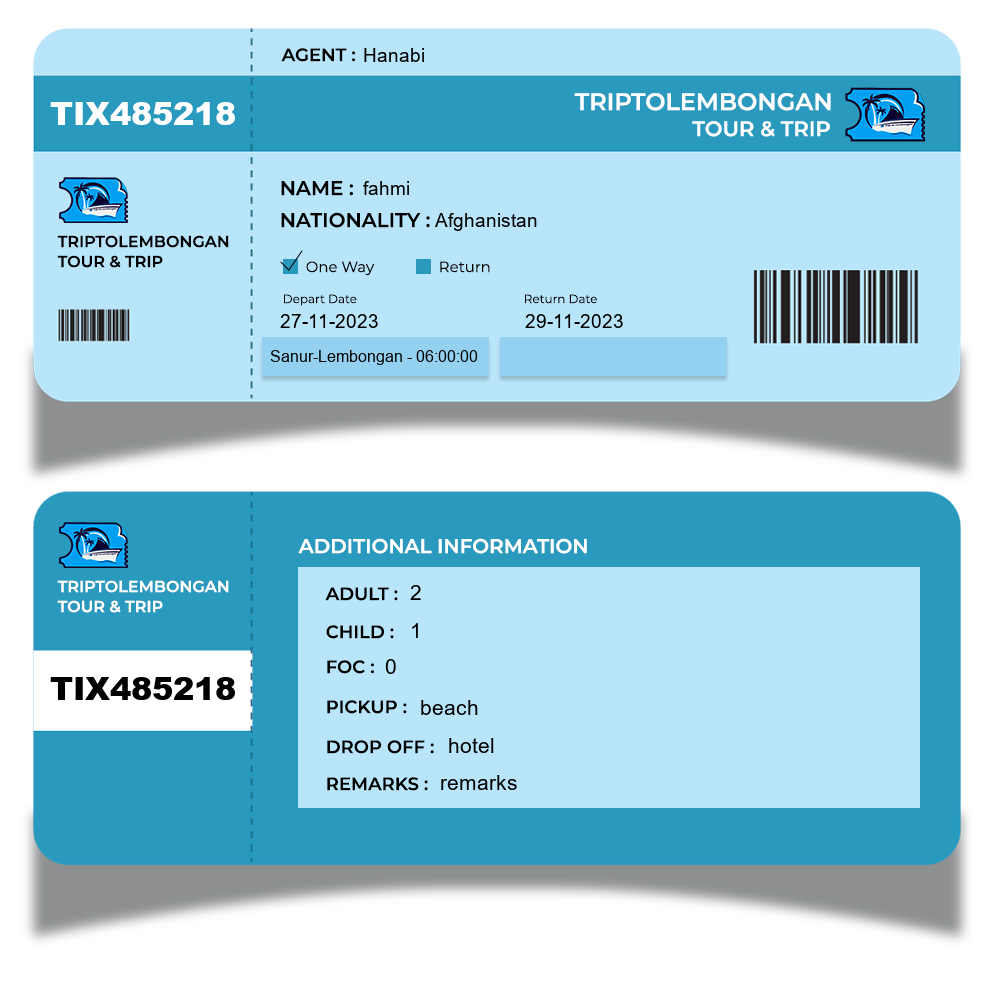 AGENT : Hanabi
TIX485218
TRIPTOLEMBONGAN
TOUR & TRIP
TRIPTOLEMBONGAN
TOUR & TRIP
NAME : fahmi
NATIONALITY : Afghanistan
One Way Return
Depart Date Return Date
27-11-2023 29-11-2023
Sanur-Lembongan - 06:00:00
TRIPTOLEMBONGAN
TOUR & TRIP
TIX485218
ADDITIONAL INFORMATION
ADULT : 2
CHILD : 1
FOC : 0
PICKUP : beach
DROP OFF : hotel
REMARKS : remarks